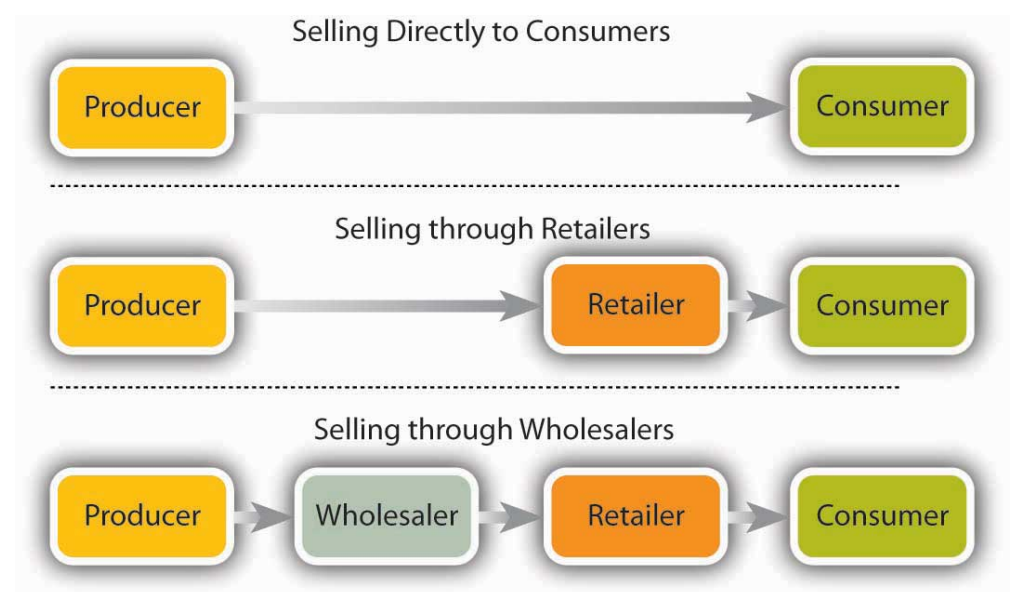 Selling Directly to Consumers
Producer
Consumer
Selling through Retailers
Producer
Retailer
Consumer
Selling through Wholesalers
Producer
Wholesaler
Retailer
Consumer